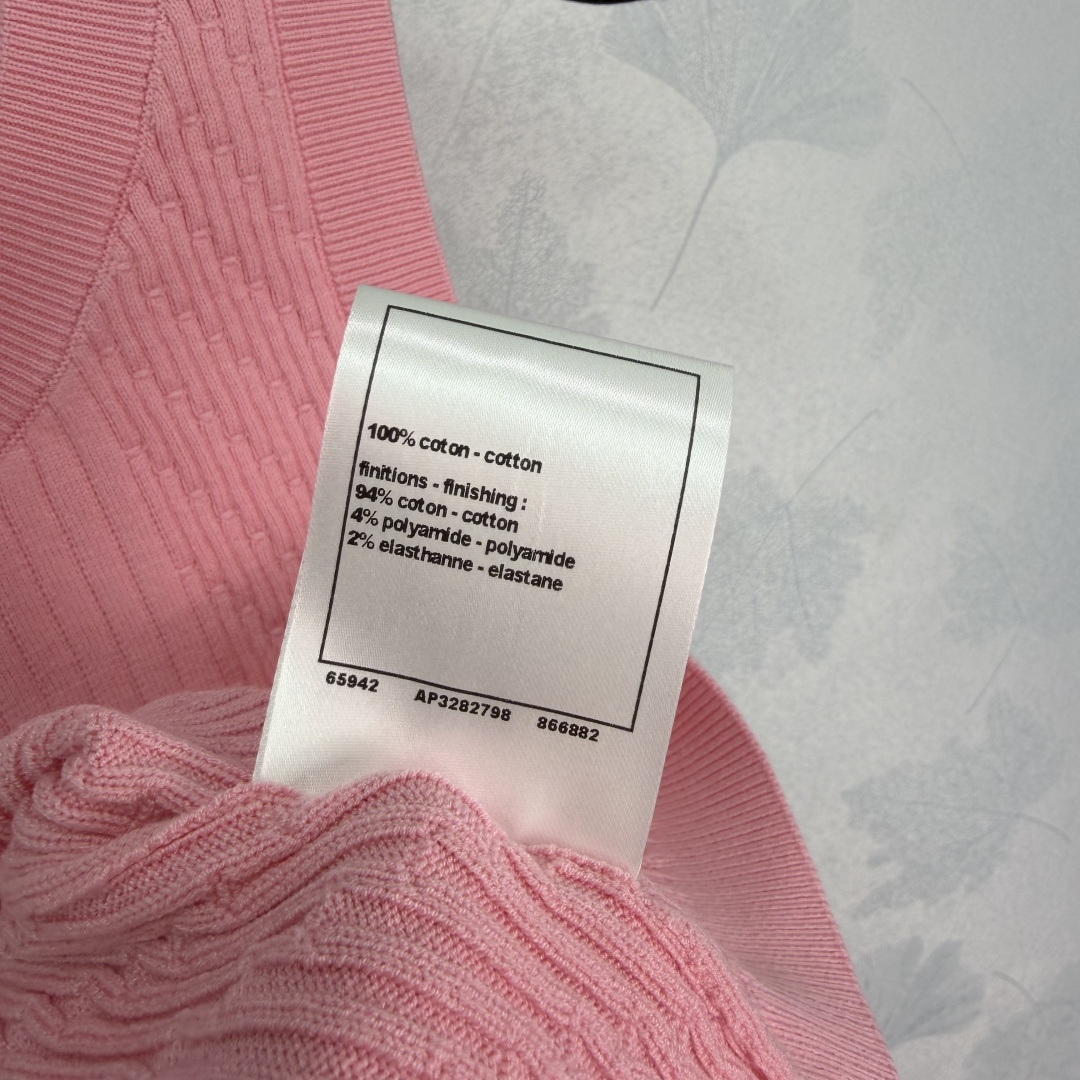 100% coton - cotton
finitions - finishing :
94% coton - cotton
4% polyamide - polyamide
2% elasthanne - elastane
65942 AP3282798 866882